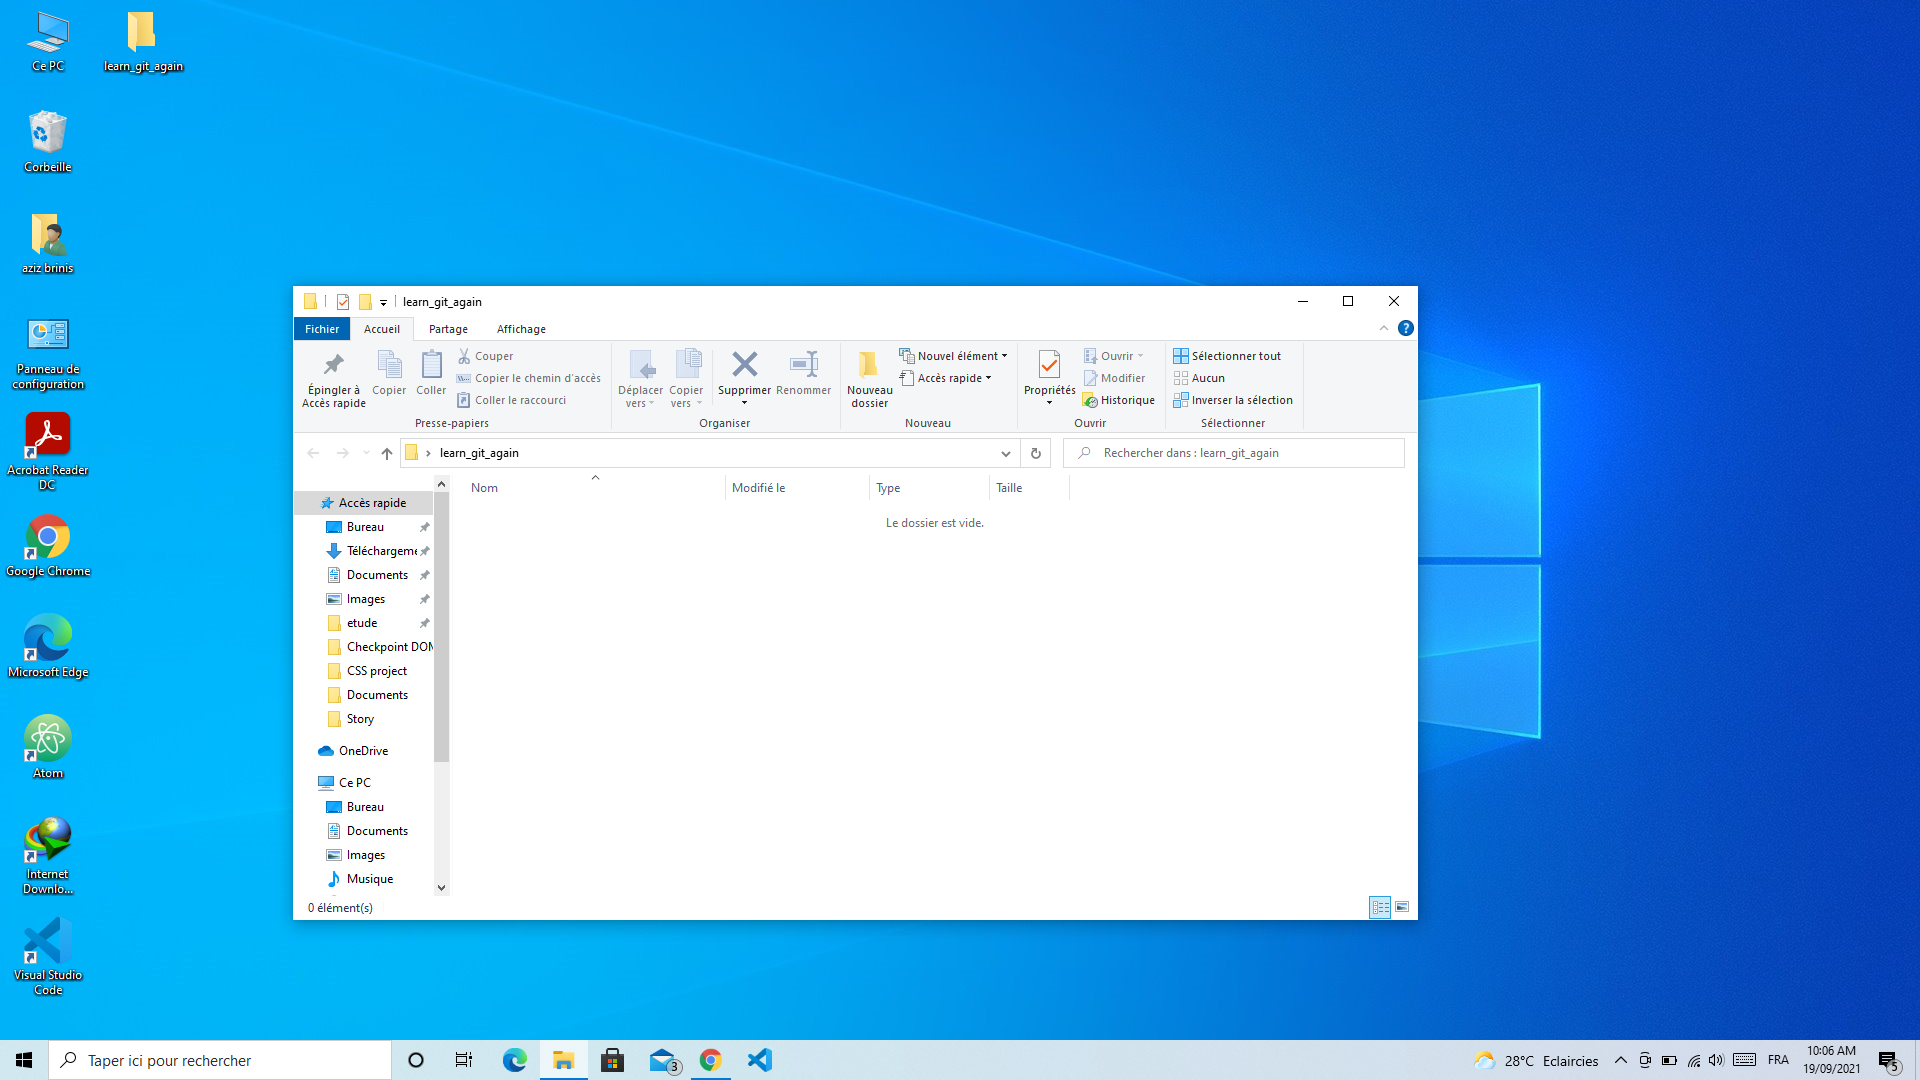 Ce PC
learn_git_again
Corbeille
aziz brinis
Panneau de
configuration
Acrobat Reader
DC
Google Chrome
Microsoft Edge
Atom
Internet
Downlo...
Visual Studio
Code
learn_git_again
Fichier
Accueil
Partage
Affichage
?
Épingler à
Accès rapide
Copier
Coller
Couper
Copier le chemin d'accès
Coller le raccourci
Presse-papiers
Déplacer
vers
Copier
vers
Supprimer
Renommer
Organiser
Nouveau
dossier
Nouvel élément
Accès rapide
Nouveau
Propriétés
Ouvrir
Modifier
Historique
Ouvrir
Sélectionner tout
Aucun
Inverser la sélection
Sélectionner
learn_git_again
Rechercher dans : learn_git_again
Nom
Modifié le
Type
Taille
Le dossier est vide.
Accès rapide
Bureau
Téléchargeme
Documents
Images
etude
Checkpoint DOM
CSS project
Documents
Story
OneDrive
Ce PC
Bureau
Documents
Images
Musique
0 élément(s)
Taper ici pour rechercher
3
28°C Eclaircies
FRA
10:06 AM
19/09/2021
5